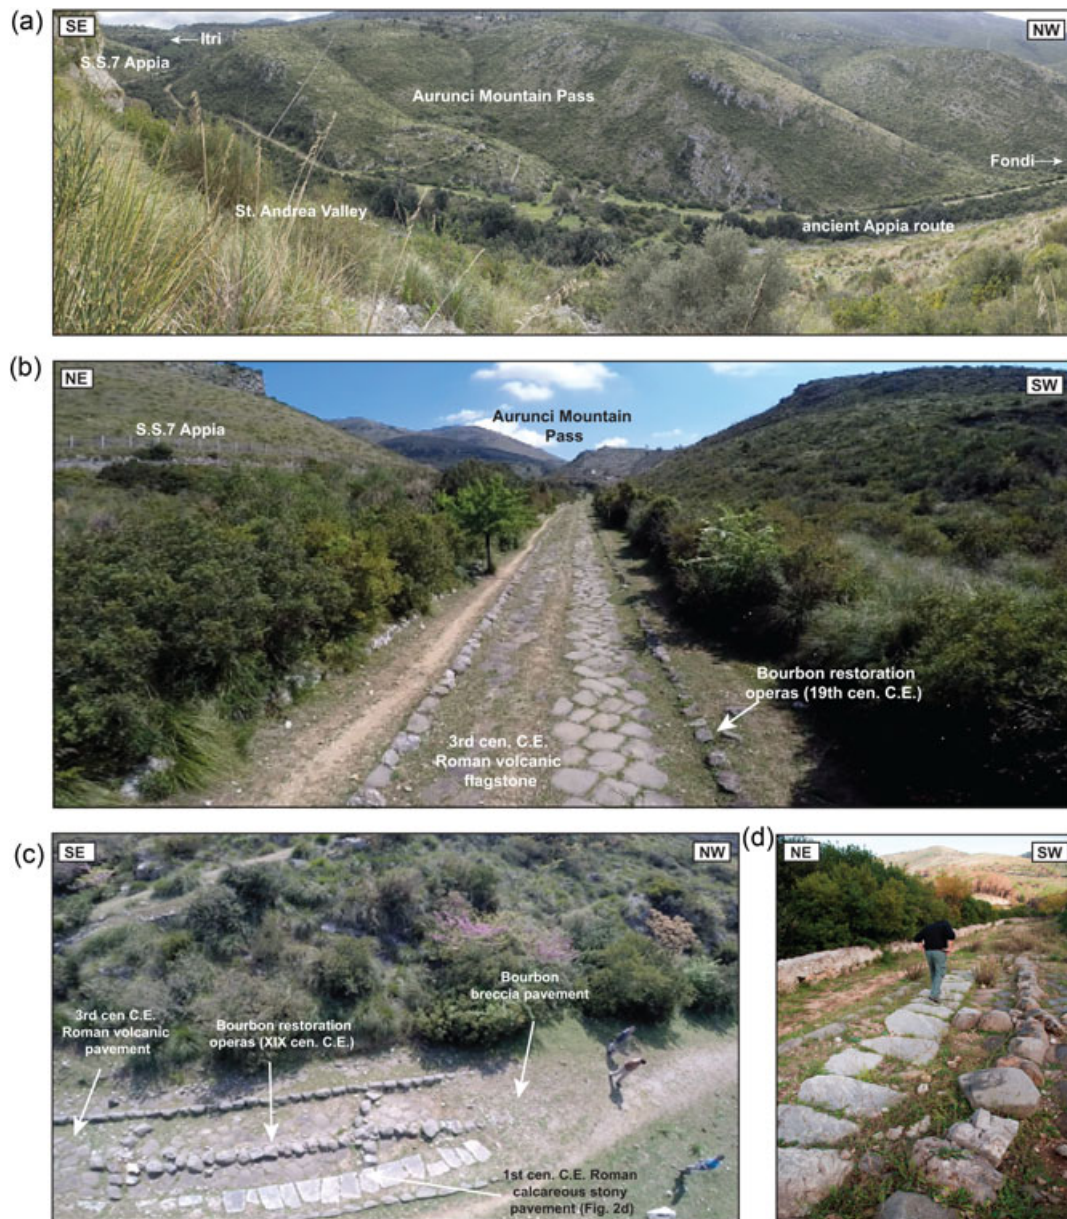 (a)
SE
NW
Itri
S.S.7 Appia
Aurunci Mountain Pass
Fondi
St. Andrea Valley
ancient Appia route
(b)
NE
SW
Aurunci Mountain
Pass
S.S.7 Appia
Bourbon restoration
operas (19th cen. C.E.)
3rd cen. C.E.
Roman volcanic
flagstone
(c)
SE
NW
Bourbon
breccia pavement
3rd cen C.E.
Roman volcanic
pavement
Bourbon restoration
operas (XIX cen. C.E.)
1st cen. C.E. Roman
calcareous stony
pavement (Fig. 2d)
(d)
NE
SW